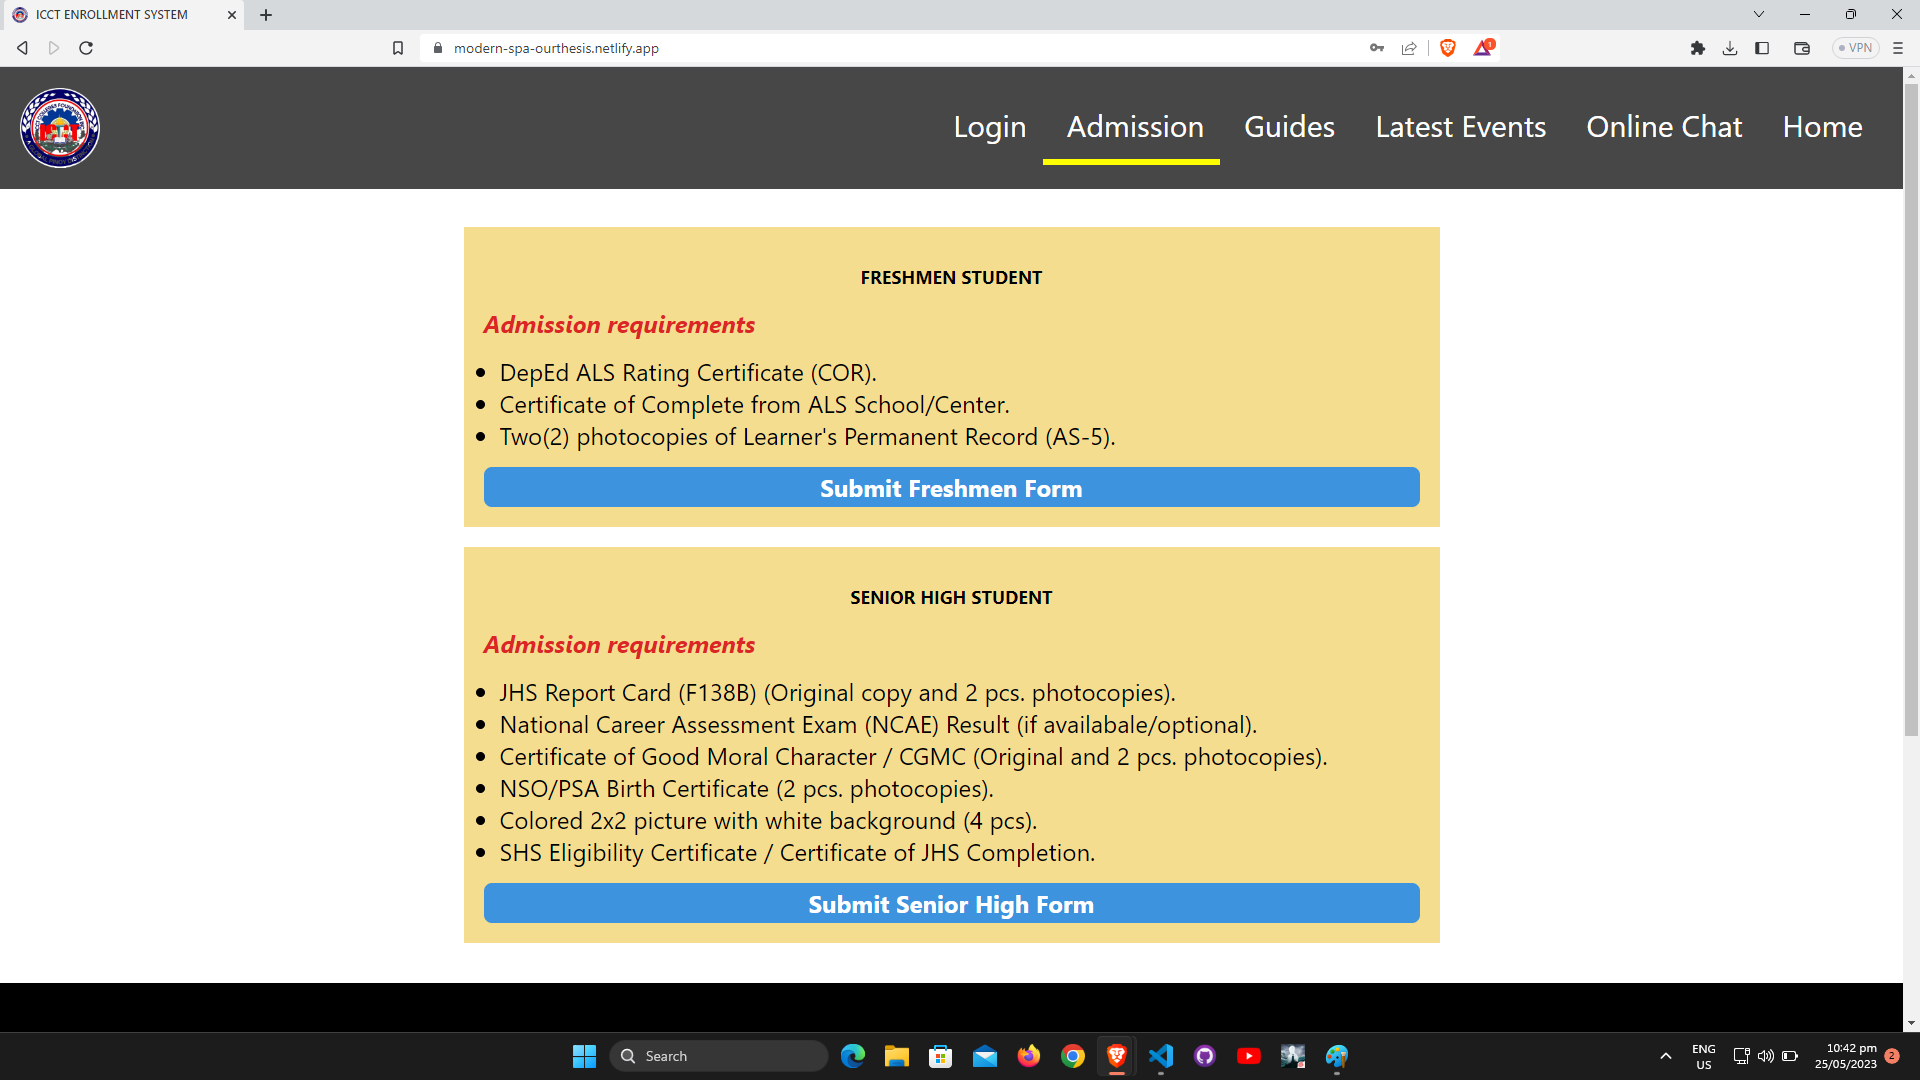 ICCT ENROLLMENT SYSTEM
modern-spa-ourthesis.netlify.app
1
VPN
Login Admission Guides Latest Events Online Chat Home
FRESHMEN STUDENT
Admission requirements
DepEd ALS Rating Certificate (COR).
Certificate of Complete from ALS School/Center.
Two(2) photocopies of Learner's Permanent Record (AS-5).
Submit Freshmen Form
SENIOR HIGH STUDENT
Admission requirements
JHS Report Card (F138B) (Original copy and 2 pcs. photocopies).
National Career Assessment Exam (NCAE) Result (if availabale/optional).
Certificate of Good Moral Character / CGMC (Original and 2 pcs. photocopies).
NSO/PSA Birth Certificate (2 pcs. photocopies).
Colored 2x2 picture with white background (4 pcs).
SHS Eligibility Certificate / Certificate of JHS Completion.
Submit Senior High Form
Search
ENG
US
10:42 pm
25/05/2023
2